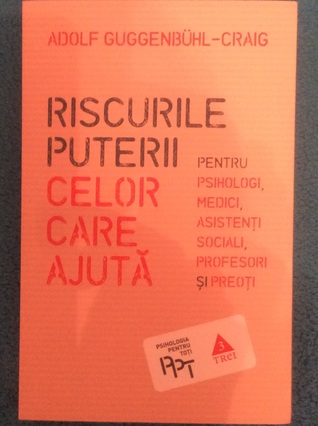 ADOLF GUGGENBÜHL-CRAIG
RISCURILE
PUTERII
CELOR
CARE
AJUTĂ
PENTRU
PSIHOLOGI,
MEDICI,
ASISTENȚI
SOCIALI,
PROFESORI
ȘI PREOȚI
PSIHOLOGIA
PENTRU
TOȚI
PPT
3
TREI